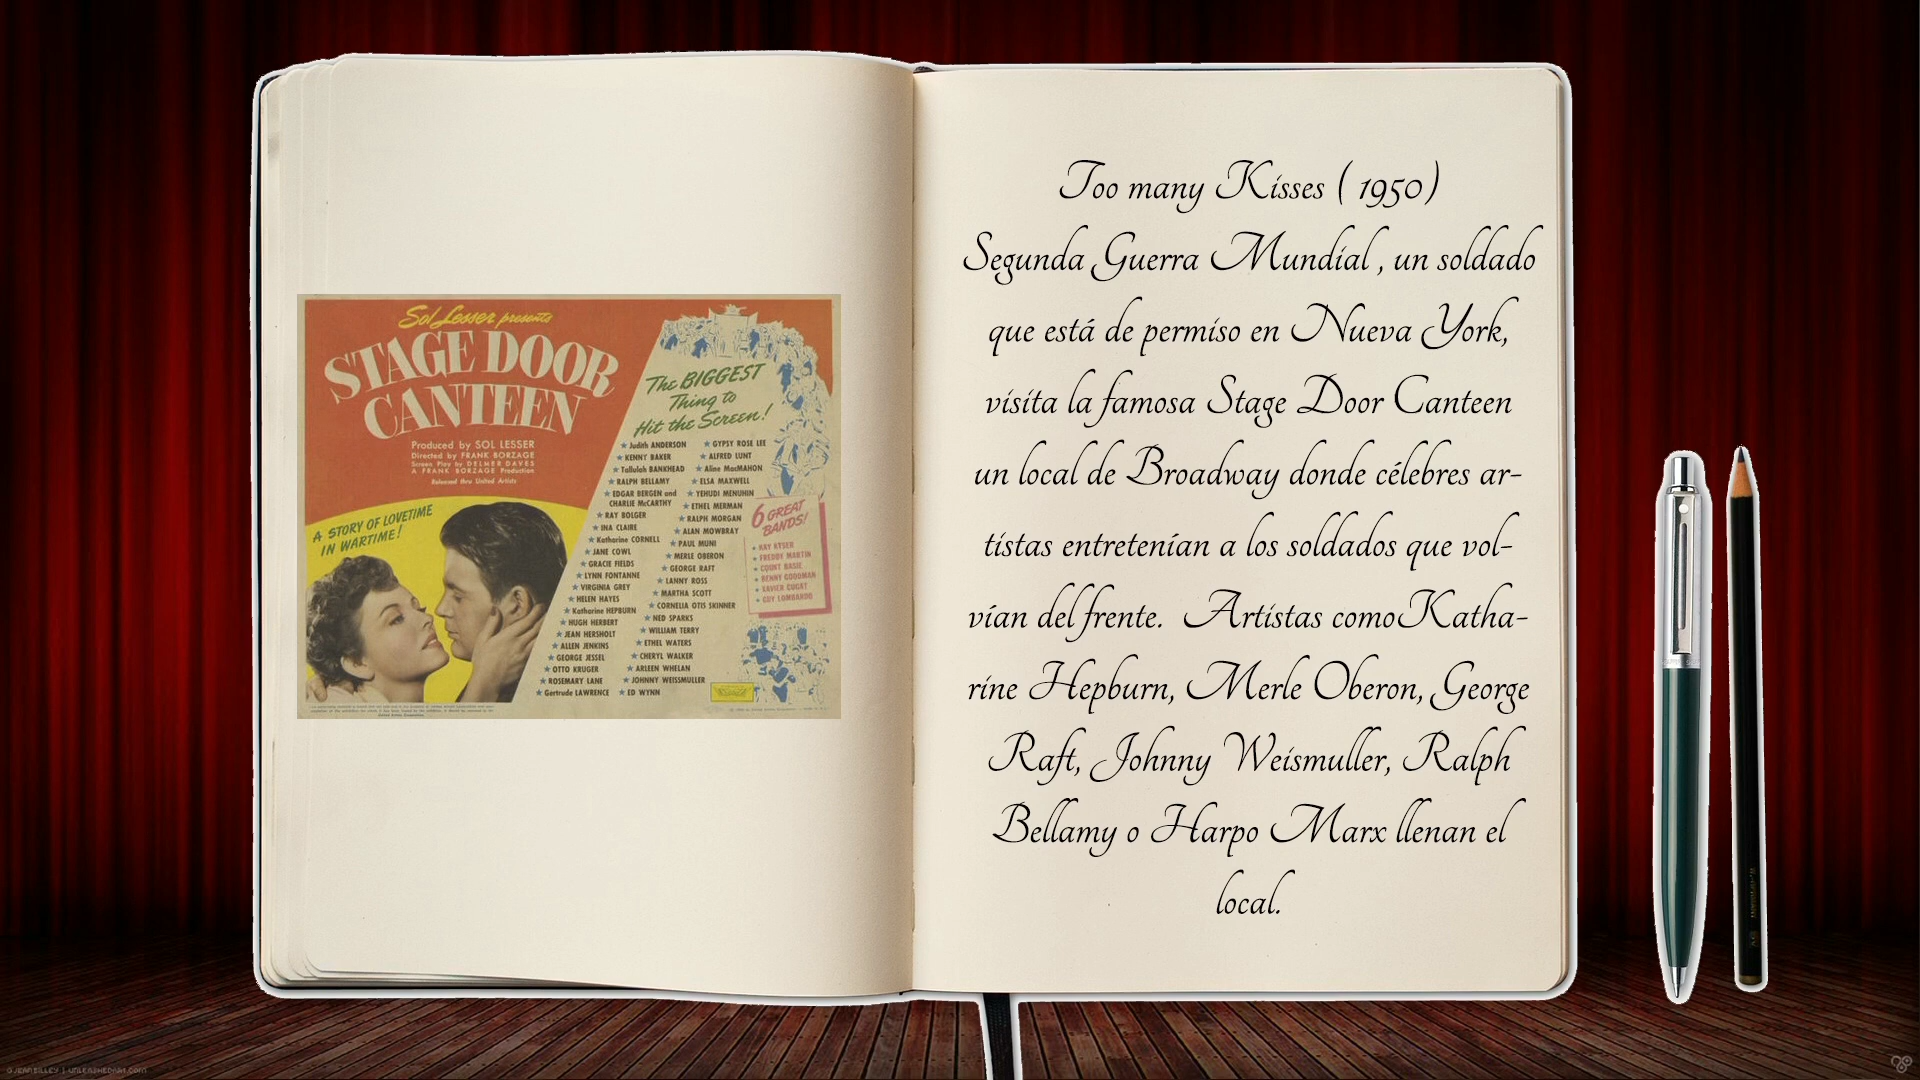 Sol Lesser presents
STAGE DOOR
CANTEEN
Produced by SOL LESSER
Directed by FRANK BORZAGE
Screen Play by DELMER DAVES
A FRANK BORZAGE Production
Released thru United Artists
A STORY OF LOVETIME
IN WARTIME!
The BIGGEST
Thing to
Hit the Screen!
Judith ANDERSON
KENNY BAKER
Tallulah BANKHEAD
RALPH BELLAMY
EDGAR BERGEN and
CHARLIE McCARTHY
RAY BOLGER
INA CLAIRE
Katharine CORNELL
JANE COWL
GRACIE FIELDS
LYNN FONTANNE
VIRGINIA GREY
HELEN HAYES
Katharine HEPBURN
HUGH HERBERT
JEAN HERSHOLT
ALLEN JENKINS
GEORGE JESSEL
OTTO KRUGER
ROSEMARY LANE
Gertrude LAWRENCE
GYPSY ROSE LEE
ALFRED LUNT
Aline MacMAHON
ELSA MAXWELL
YEHUDI MENUHIN
ETHEL MERMAN
RALPH MORGAN
ALAN MOWBRAY
PAUL MUNI
MERLE OBERON
GEORGE RAFT
LANNY ROSS
MARTHA SCOTT
CORNELIA OTIS SKINNER
NED SPARKS
WILLIAM TERRY
ETHEL WATERS
CHERYL WALKER
ARLEEN WHELAN
JOHNNY WEISSMULLER
ED WYNN
6 GREAT
BANDS!
KAY KYSER
FREDDY MARTIN
COUNT BASIE
BENNY GOODMAN
XAVIER CUGAT
GUY LOMBARDO
Too many Kisses ( 1950)
Segunda Guerra Mundial , un soldado
que está de permiso en Nueva York,
visita la famosa Stage Door Canteen
un local de Broadway donde célebres ar-
tistas entretenían a los soldados que vol-
vían del frente. Artistas comoKatha-
rine Hepburn, Merle Oberon, George
Raft, Johnny Weismuller, Ralph
Bellamy o Harpo Marx llenan el
local.